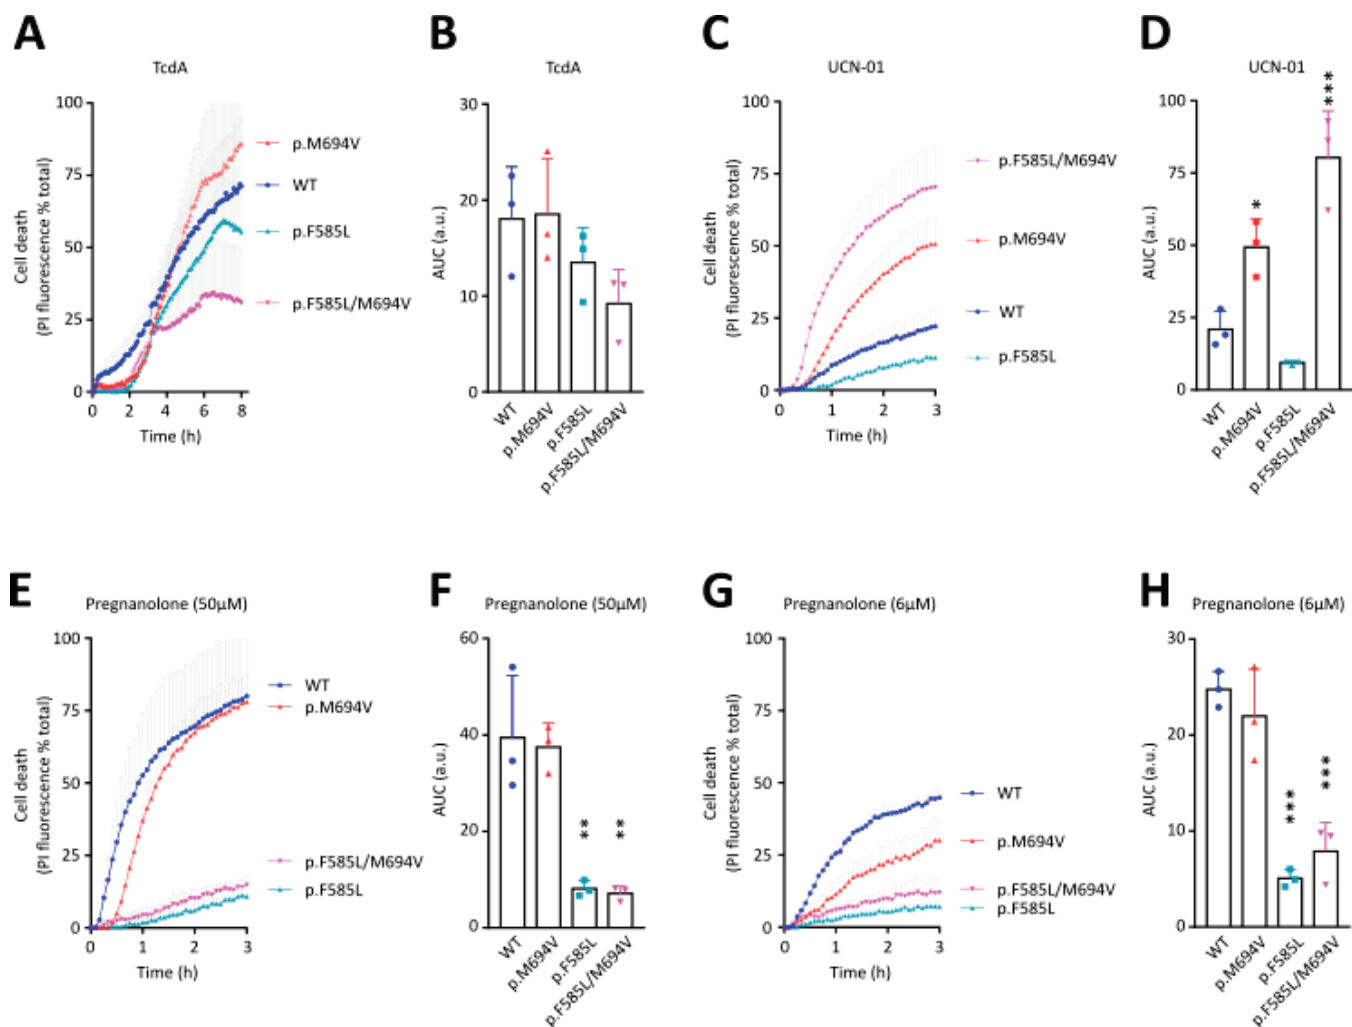 A
TcdA
Cell death
(PI fluorescence % total)
100
75
50
25
0
0 2 4 6 8
Time (h)
p.M694V
WT
p.F585L
p.F585L/M694V
B
TcdA
AUC (a.u.)
30
20
10
0
WT
p.M694V
p.F585L
p.F585L/M694V
C
UCN-01
Cell death
(PI fluorescence % total)
100
75
50
25
0
0 1 2 3
Time (h)
p.F585L/M694V
p.M694V
WT
p.F585L
D
UCN-01
AUC (a.u.)
100
75
50
25
0
*
***
WT
p.M694V
p.F585L
p.F585L/M694V
E
Pregnanolone (50µM)
Cell death
(PI fluorescence % total)
100
75
50
25
0
0 1 2 3
Time (h)
WT
p.M694V
p.F585L/M694V
p.F585L
F
Pregnanolone (50µM)
AUC (a.u.)
60
40
20
0
**
**
WT
p.M694V
p.F585L
p.F585L/M694V
G
Pregnanolone (6µM)
Cell death
(PI fluorescence % total)
100
75
50
25
0
0 1 2 3
Time (h)
WT
p.M694V
p.F585L/M694V
p.F585L
H
Pregnanolone (6µM)
AUC (a.u.)
30
20
10
0
***
***
WT
p.M694V
p.F585L
p.F585L/M694V